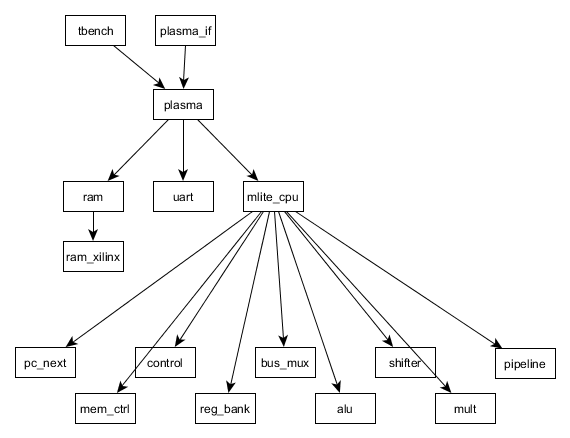 tbench
plasma_if
plasma
ram
uart
mlite_cpu
ram_xilinx
pc_next
control
bus_mux
shifter
pipeline
mem_ctrl
reg_bank
alu
mult